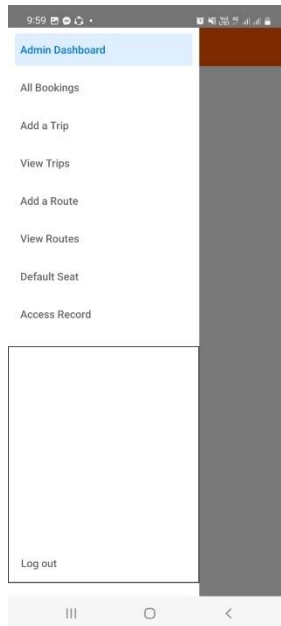 9:59
Admin Dashboard
All Bookings
Add a Trip
View Trips
Add a Route
View Routes
Default Seat
Access Record
Log out